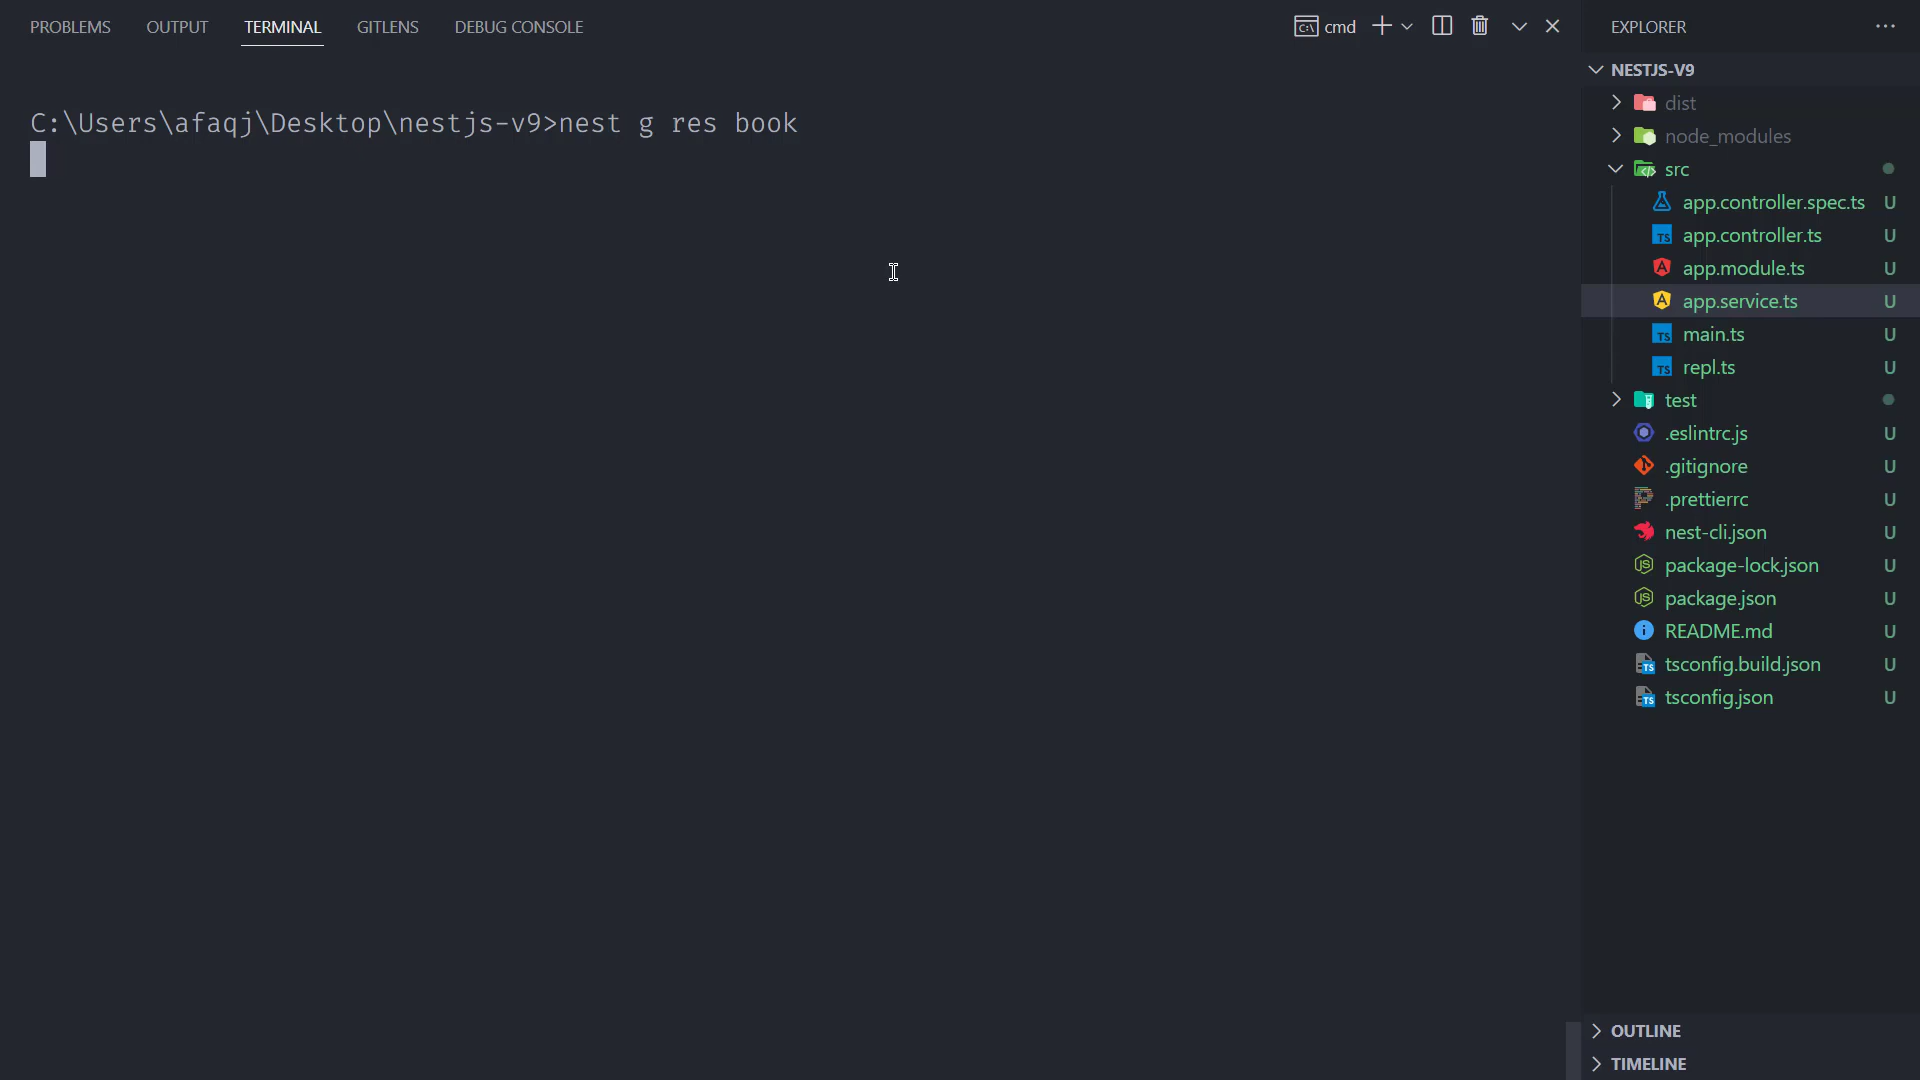 PROBLEMS OUTPUT TERMINAL GITLENS DEBUG CONSOLE
cmd
C:\Users\afaqj\Desktop\nestjs-v9>nest g res book
EXPLORER
NESTJS-V9
dist
node_modules
src
app.controller.spec.ts U
app.controller.ts U
app.module.ts U
app.service.ts U
main.ts U
repl.ts U
test
.eslintrc.js U
.gitignore U
.prettierrc U
nest-cli.json U
package-lock.json U
package.json U
README.md U
tsconfig.build.json U
tsconfig.json U
OUTLINE
TIMELINE